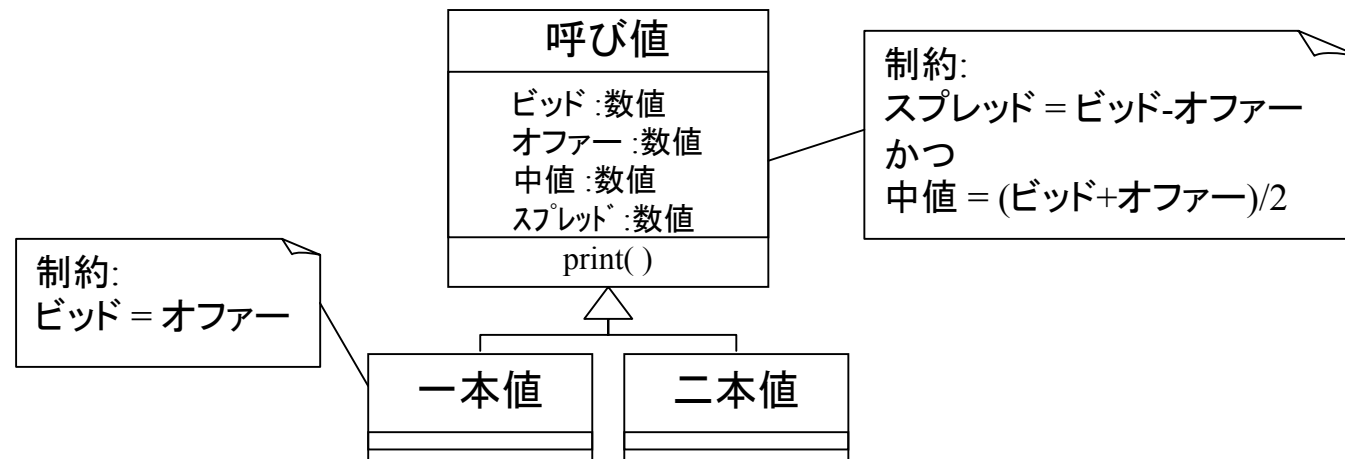 呼び値
ビッド :数値
オファー :数値
中値 :数値
ｽﾌﾟﾚｯﾄﾞ :数値
print( )
制約:
スプレッド = ビッド-オファー
かつ
中値 = (ビッド+オファー)/2
制約:
ビッド = オファー
一本値
二本値